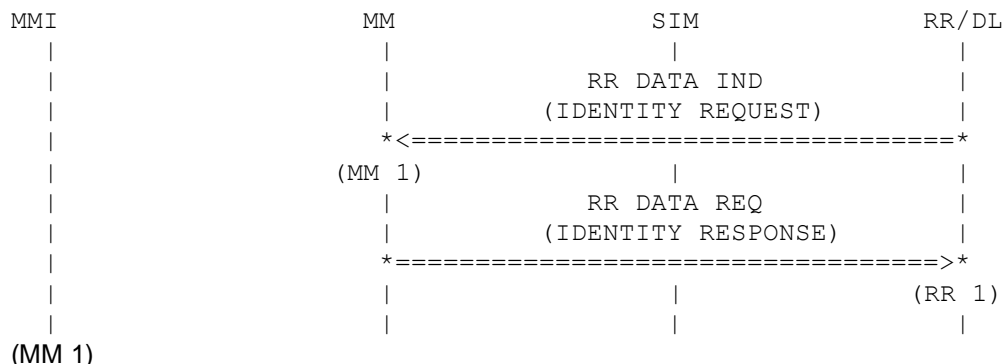 MMI                  MM                SIM               RR/DL
  |                    |                 |                 |
  |                    |            RR DATA IND            |
  |                    |         (IDENTITY REQUEST)        |
  |                    *<==================================*
  |                 (MM 1)               |                 |
  |                    |            RR DATA REQ            |
  |                    |         (IDENTITY RESPONSE)       |
  |                    *==================================>*
  |                    |                 |              (RR 1)
  |                    |                 |                 |
(MM 1)